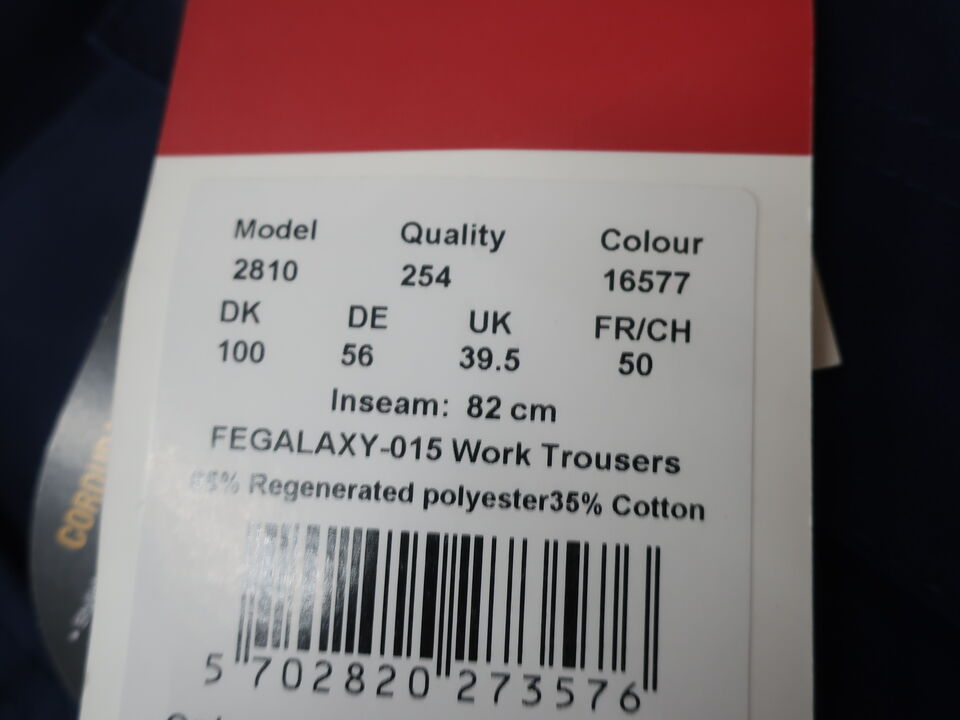 Model Quality Colour
2810 254 16577
DK DE UK FR/CH
100 56 39.5 50
Inseam: 82 cm
FEGALAXY-015 Work Trousers
65% Regenerated polyester35% Cotton
5 702820 273576